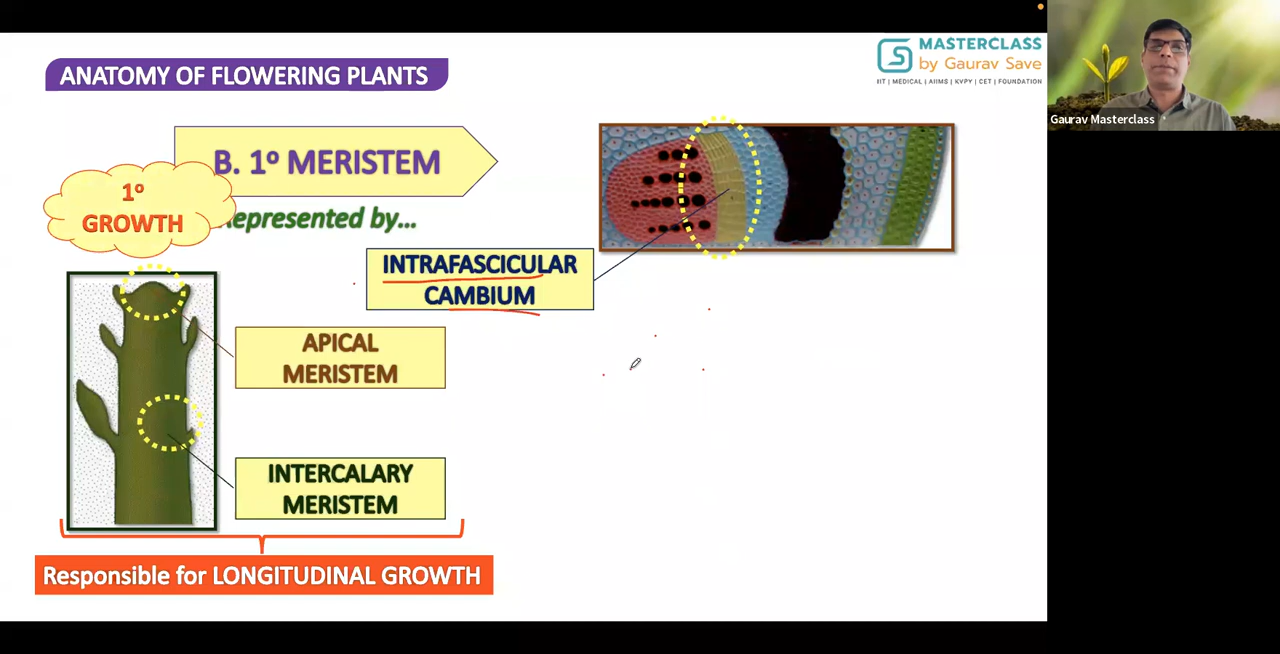 MASTERCLASS
by Gaurav Save
IIT | MEDICAL | AIIMS | KVPY | CET | FOUNDATION
Gaurav Masterclass
ANATOMY OF FLOWERING PLANTS
B. 1º MERISTEM
1º
GROWTH
epresented by...
INTRAFASCICULAR
CAMBIUM
APICAL
MERISTEM
INTERCALARY
MERISTEM
Responsible for LONGITUDINAL GROWTH